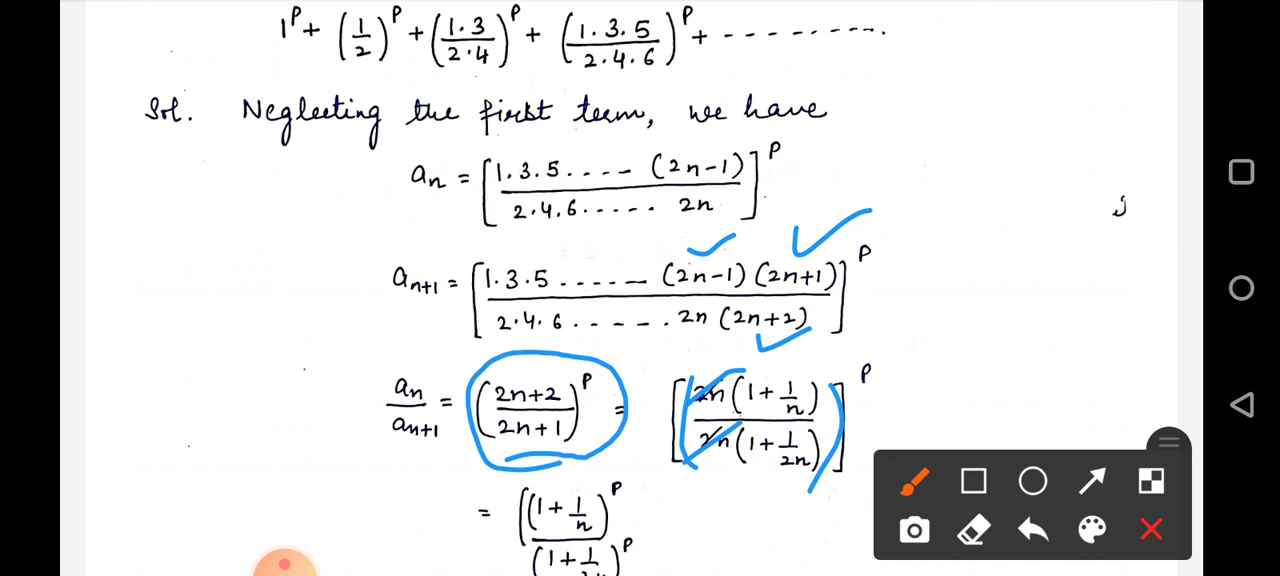 1^p + (1/2)^p + (1·3/2·4)^p + (1·3·5/2·4·6)^p + ---------.
Sol. Neglecting the first term, we have
a_n = [1.3.5....- (2n-1)/2.4.6...... 2n]^p
a_{n+1} = [1.3.5 ......-- (2n-1)(2n+1)/2.4.6 ..--.. 2n (2n+2)]^p
a_n/a_{n+1} = (2n+2/2n+1)^p = [2n(1+1/n)/2n(1+1/2n)]^p
= ((1+1/n)^p/(1+1/2n)^p